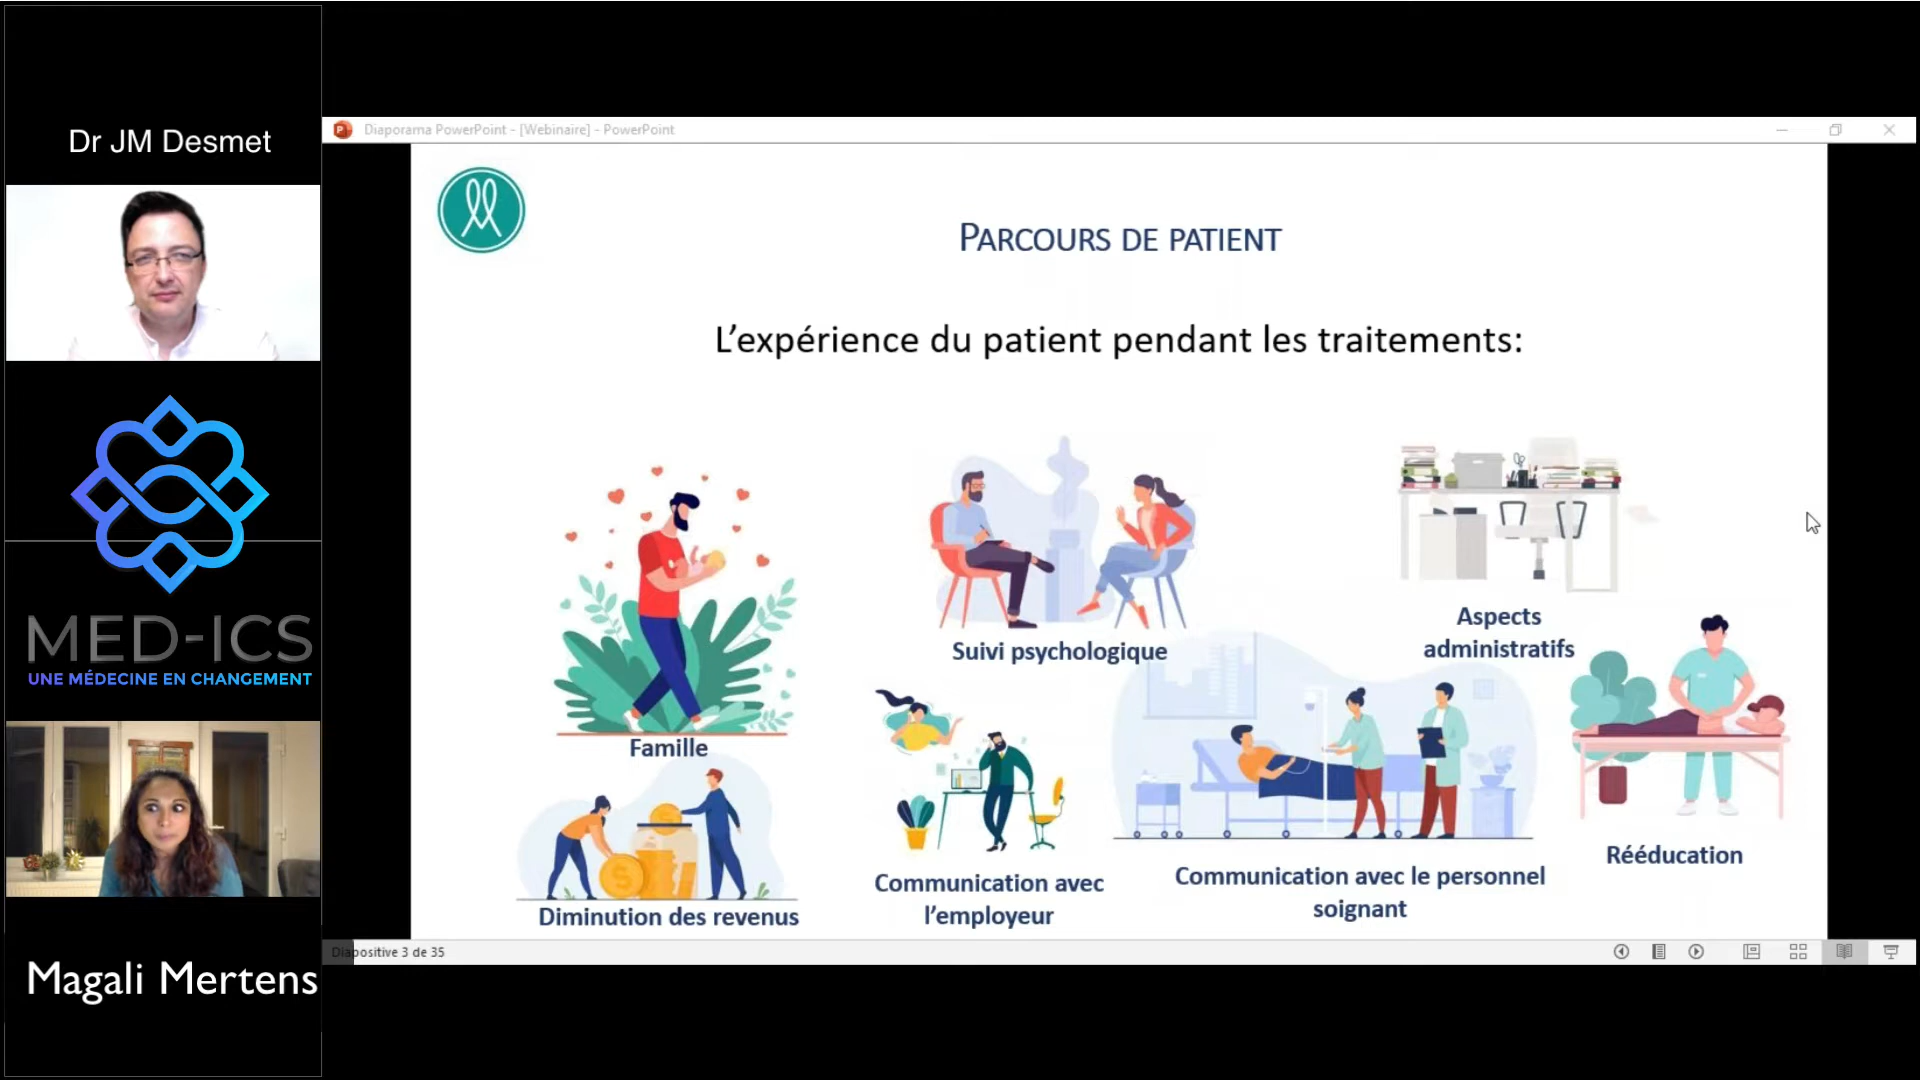 Dr JM Desmet
MED-ICS
UNE MÉDECINE EN CHANGEMENT
Magali Mertens
Diaporama PowerPoint - [Webinaire] - PowerPoint
PARCOURS DE PATIENT
L’expérience du patient pendant les traitements:
Famille
Suivi psychologique
Aspects
administratifs
Diminution des revenus
Communication avec
l’employeur
Communication avec le personnel
soignant
Rééducation
Diapositive 3 de 35